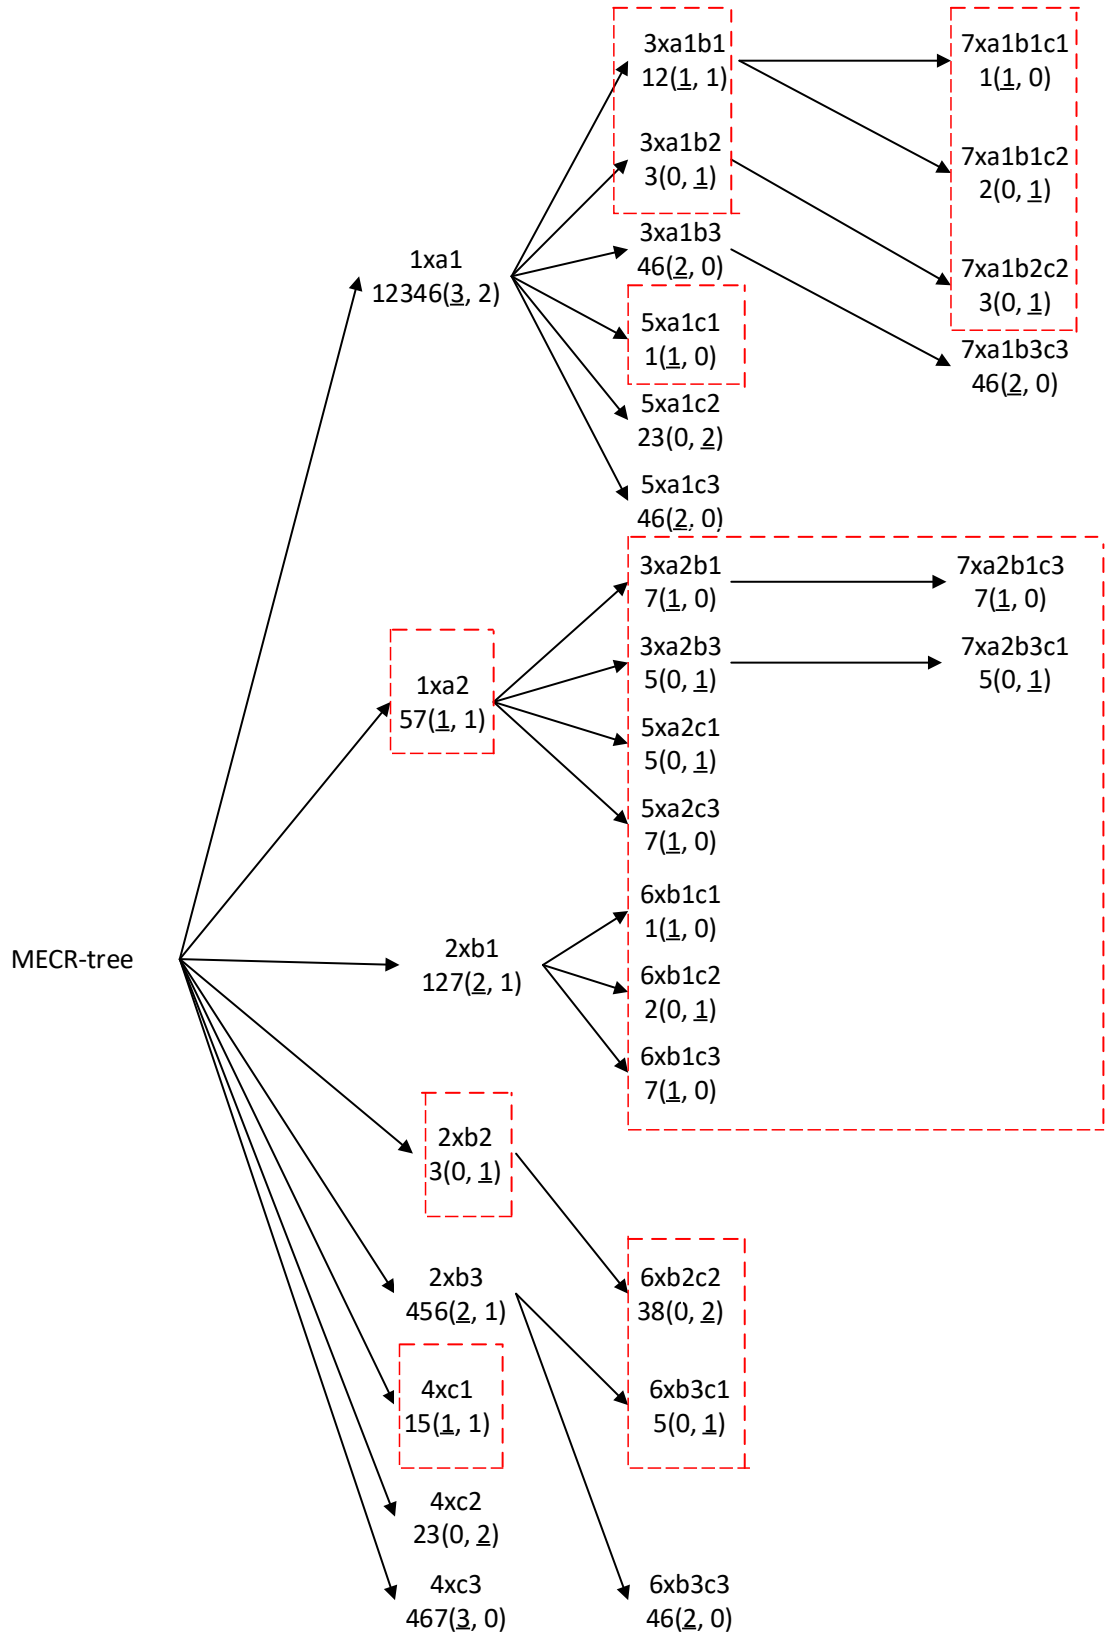 3xa1b1
12(1, 1)
7xa1b1c1
1(1, 0)
3xa1b2
3(0, 1)
7xa1b1c2
2(0, 1)
3xa1b3
46(2, 0)
7xa1b2c2
3(0, 1)
1xa1
12346(3, 2)
5xa1c1
1(1, 0)
7xa1b3c3
46(2, 0)
5xa1c2
23(0, 2)
5xa1c3
46(2, 0)
3xa2b1
7(1, 0)
7xa2b1c3
7(1, 0)
3xa2b3
5(0, 1)
7xa2b3c1
5(0, 1)
1xa2
57(1, 1)
5xa2c1
5(0, 1)
5xa2c3
7(1, 0)
6xb1c1
1(1, 0)
MECR-tree
2xb1
127(2, 1)
6xb1c2
2(0, 1)
6xb1c3
7(1, 0)
2xb2
3(0, 1)
2xb3
456(2, 1)
6xb2c2
38(0, 2)
4xc1
15(1, 1)
6xb3c1
5(0, 1)
4xc2
23(0, 2)
4xc3
467(3, 0)
6xb3c3
46(2, 0)